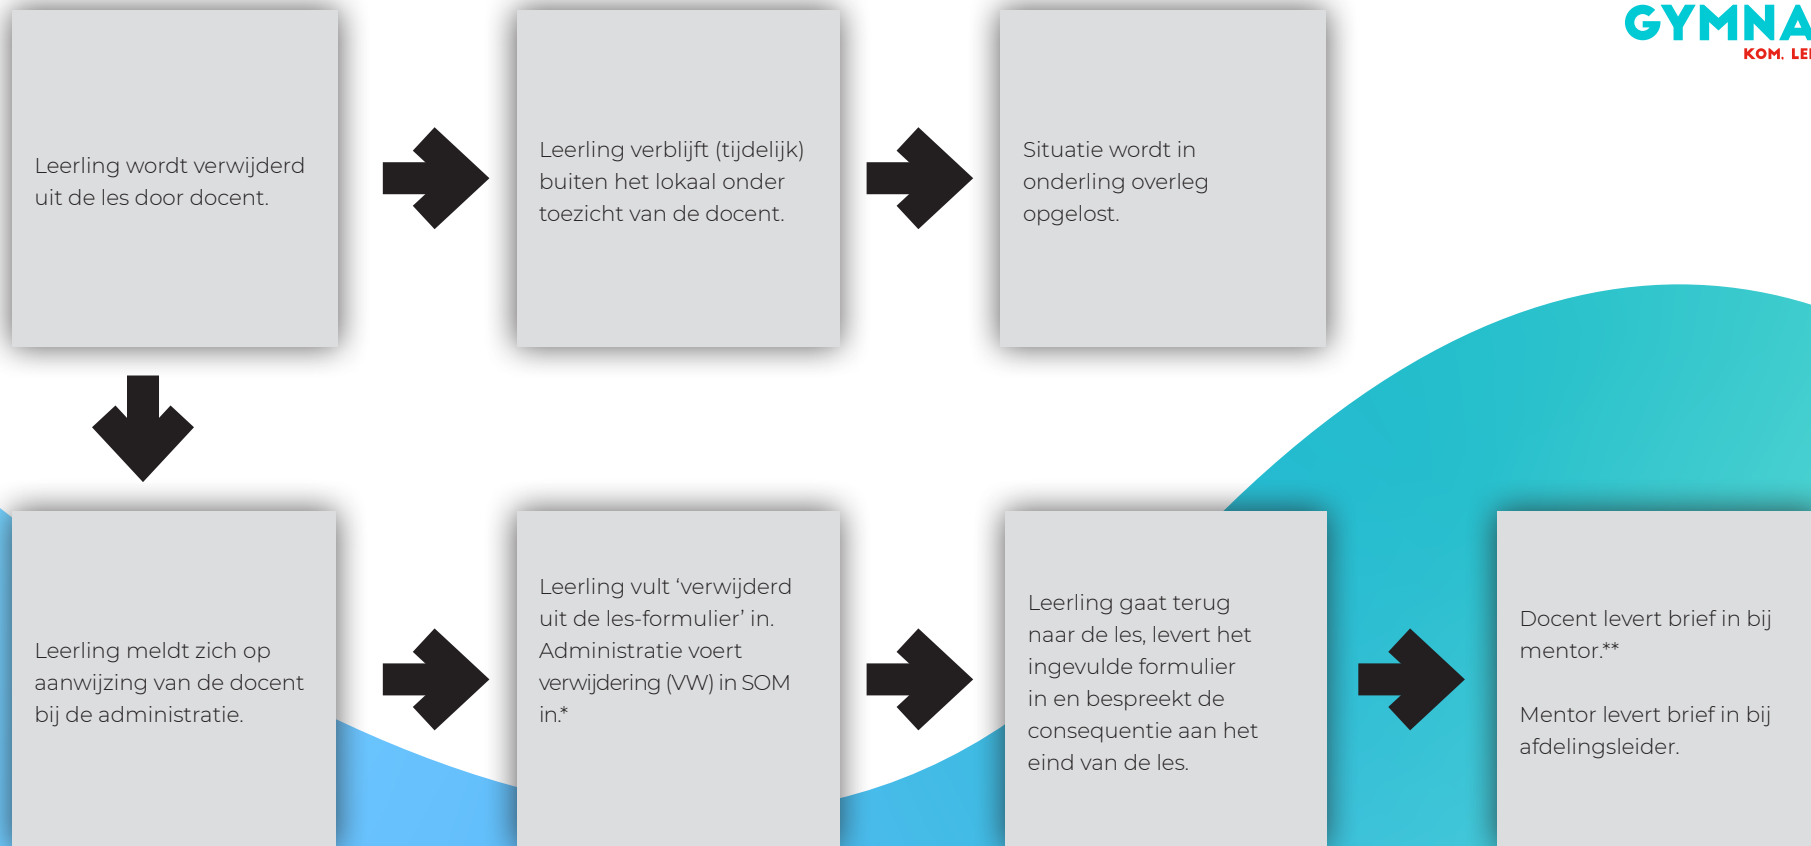 GYMNA
KOM. LEE
Leerling wordt verwijderd
uit de les door docent.
Leerling verblijft (tijdelijk)
buiten het lokaal onder
toezicht van de docent.
Situatie wordt in
onderling overleg
opgelost.
Leerling meldt zich op
aanwijzing van de docent
bij de administratie.
Leerling vult ‘verwijderd
uit de les-formulier’ in.
Administratie voert
verwijdering (VW) in SOM
in.*
Leerling gaat terug
naar de les, levert het
ingevulde formulier
in en bespreekt de
consequentie aan het
eind van de les.
Docent levert brief in bij
mentor.**
Mentor levert brief in bij
afdelingsleider.